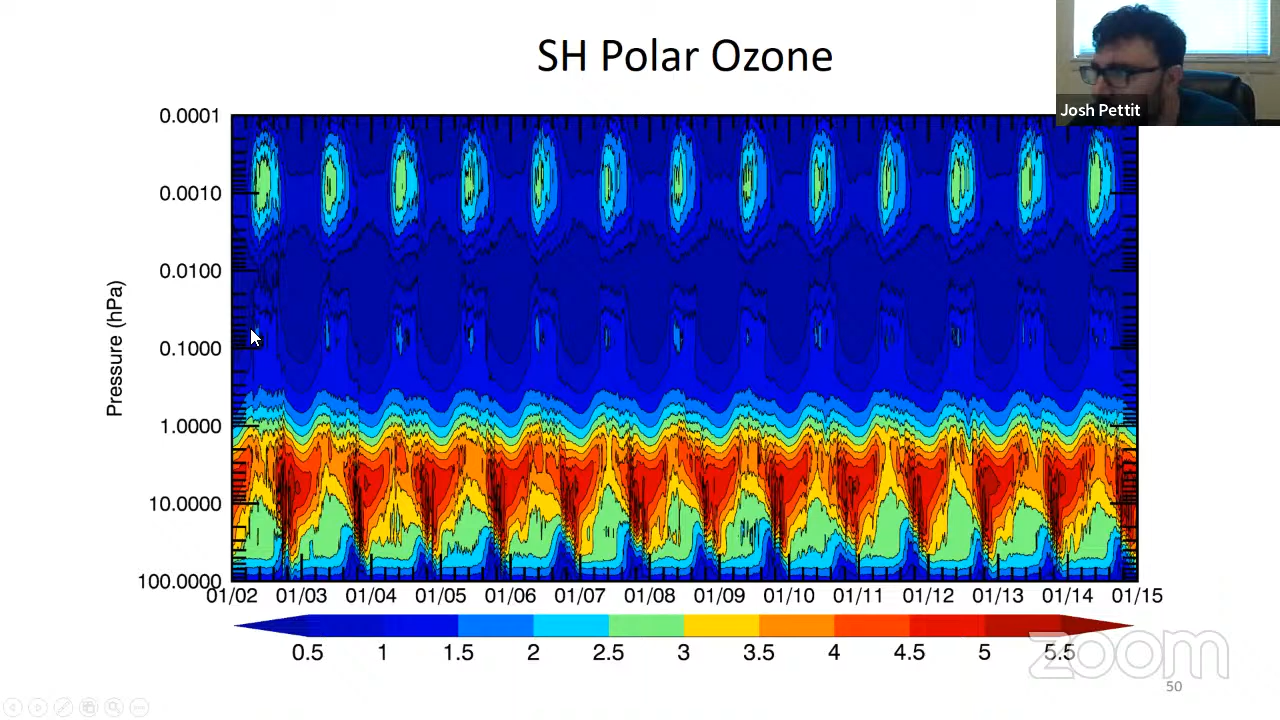 SH Polar Ozone
Josh Pettit
Pressure (hPa)
0.0001
0.0010
0.0100
0.1000
1.0000
10.0000
100.0000
01/02 01/03 01/04 01/05 01/06 01/07 01/08 01/09 01/10 01/11 01/12 01/13 01/14 01/15
0.5 1 1.5 2 2.5 3 3.5 4 4.5 5 5.5
zoom
50